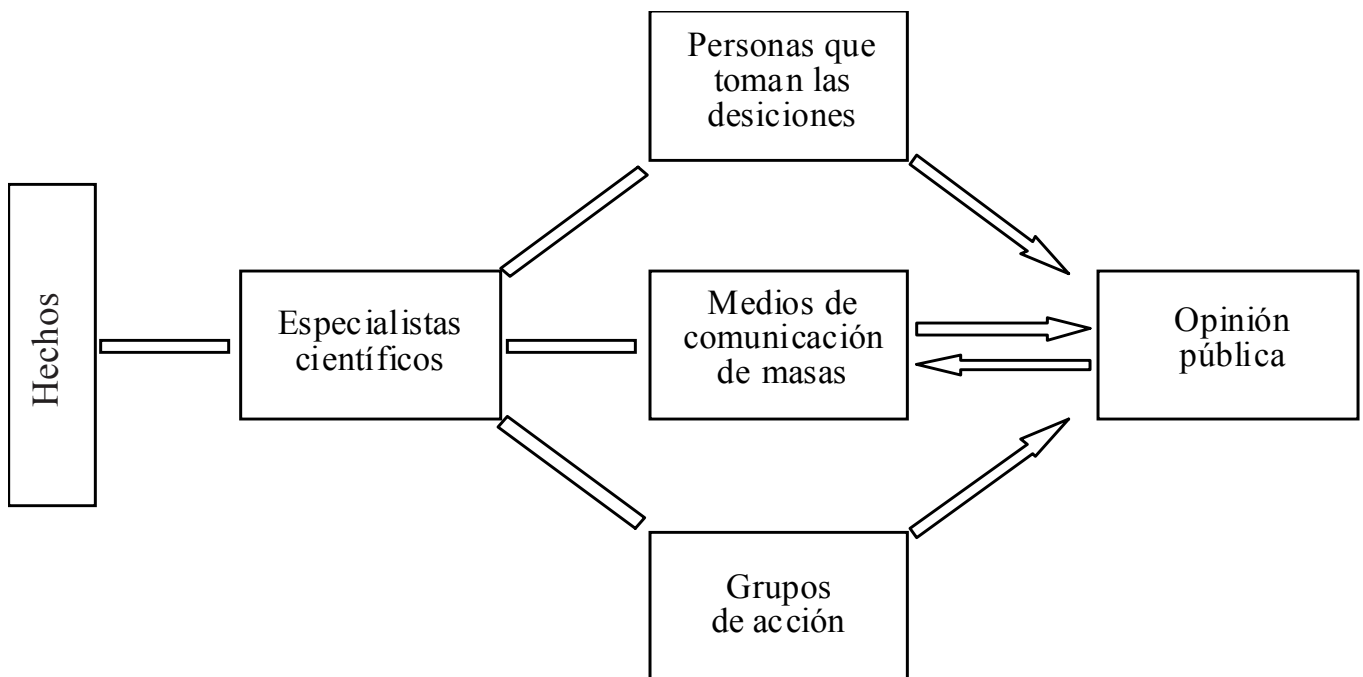 Personas que
toman las
desiciones
Hechos
Especialistas
científicos
Medios de
comunicación
de masas
Opinión
pública
Grupos
de acción